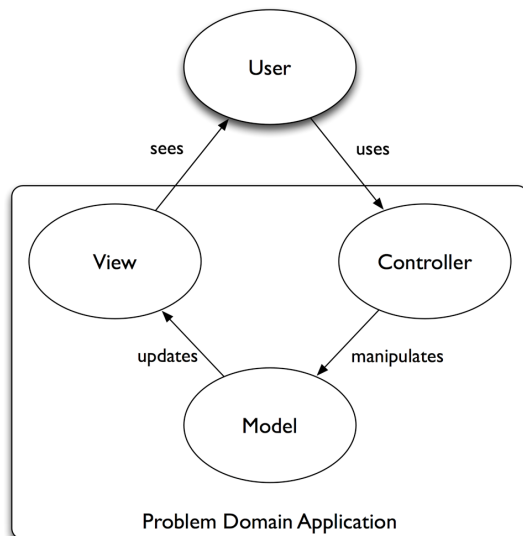 User
sees
uses
View
Controller
updates
manipulates
Model
Problem Domain Application